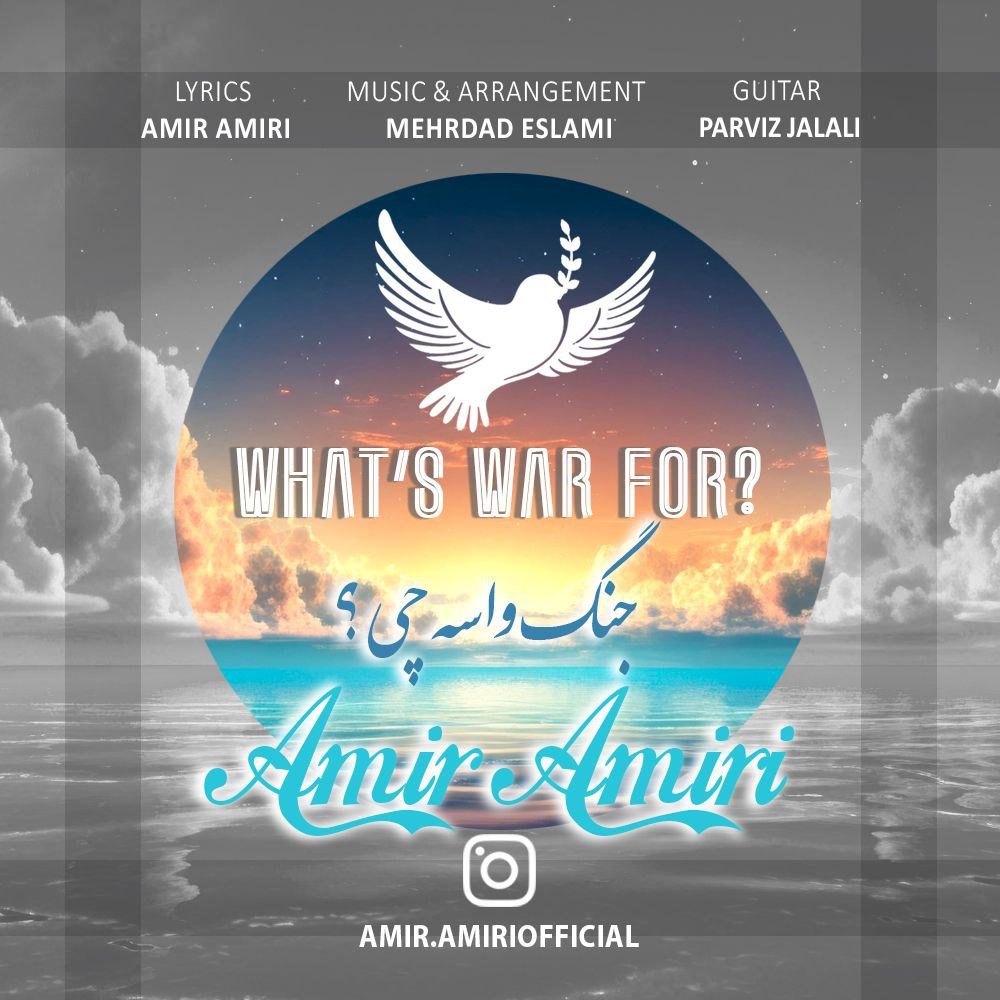 LYRICS
AMIR AMIRI
MUSIC & ARRANGEMENT
MEHRDAD ESLAMI
GUITAR
PARVIZ JALALI
WHAT'S WAR FOR?
جنگ واسه چی ؟
Amir Amiri
AMIR.AMIRIOFFICIAL